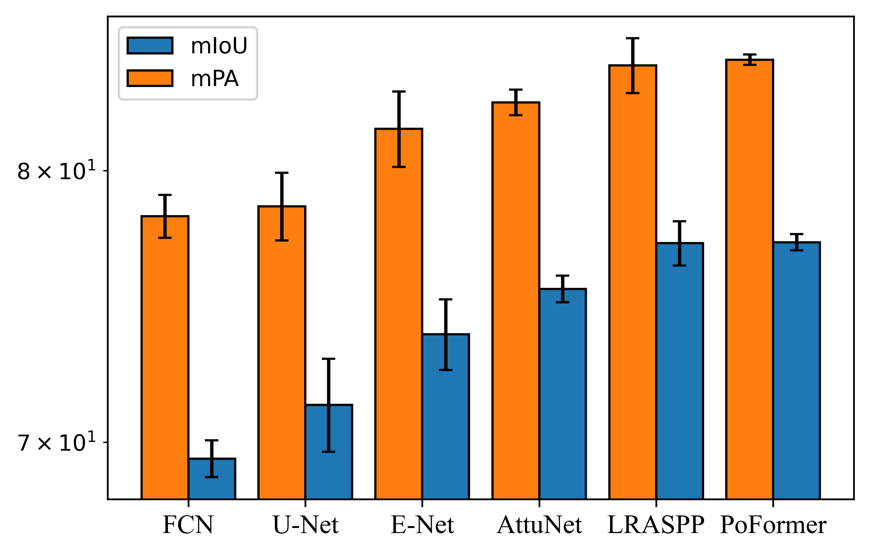 mIoU
mPA
8 × 10¹
7 × 10¹
FCN U-Net E-Net AttuNet LRASPP PoFormer